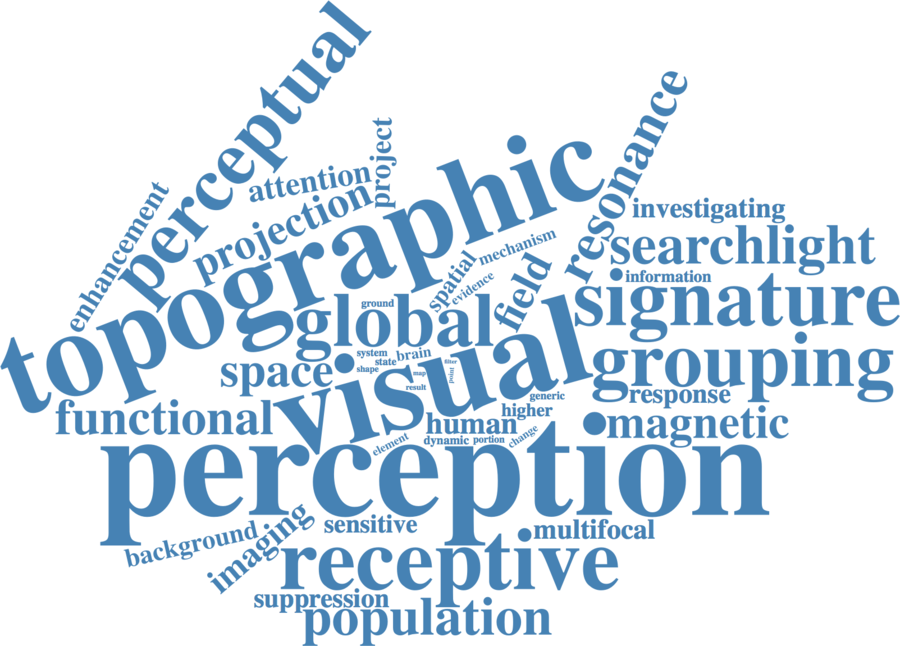 perceptual
resonance
project
topographic
attention
enhancement
projection
investigating
searchlight
mechanism
spatial
evidence
field
information
signature
ground
global
system
brain
state
shape
map
filter
point
result
space
visual
grouping
response
generic
higher
functional
human
magnetic
element
dynamic
portion
change
perception
sensitive
multifocal
background
imaging
receptive
suppression
population